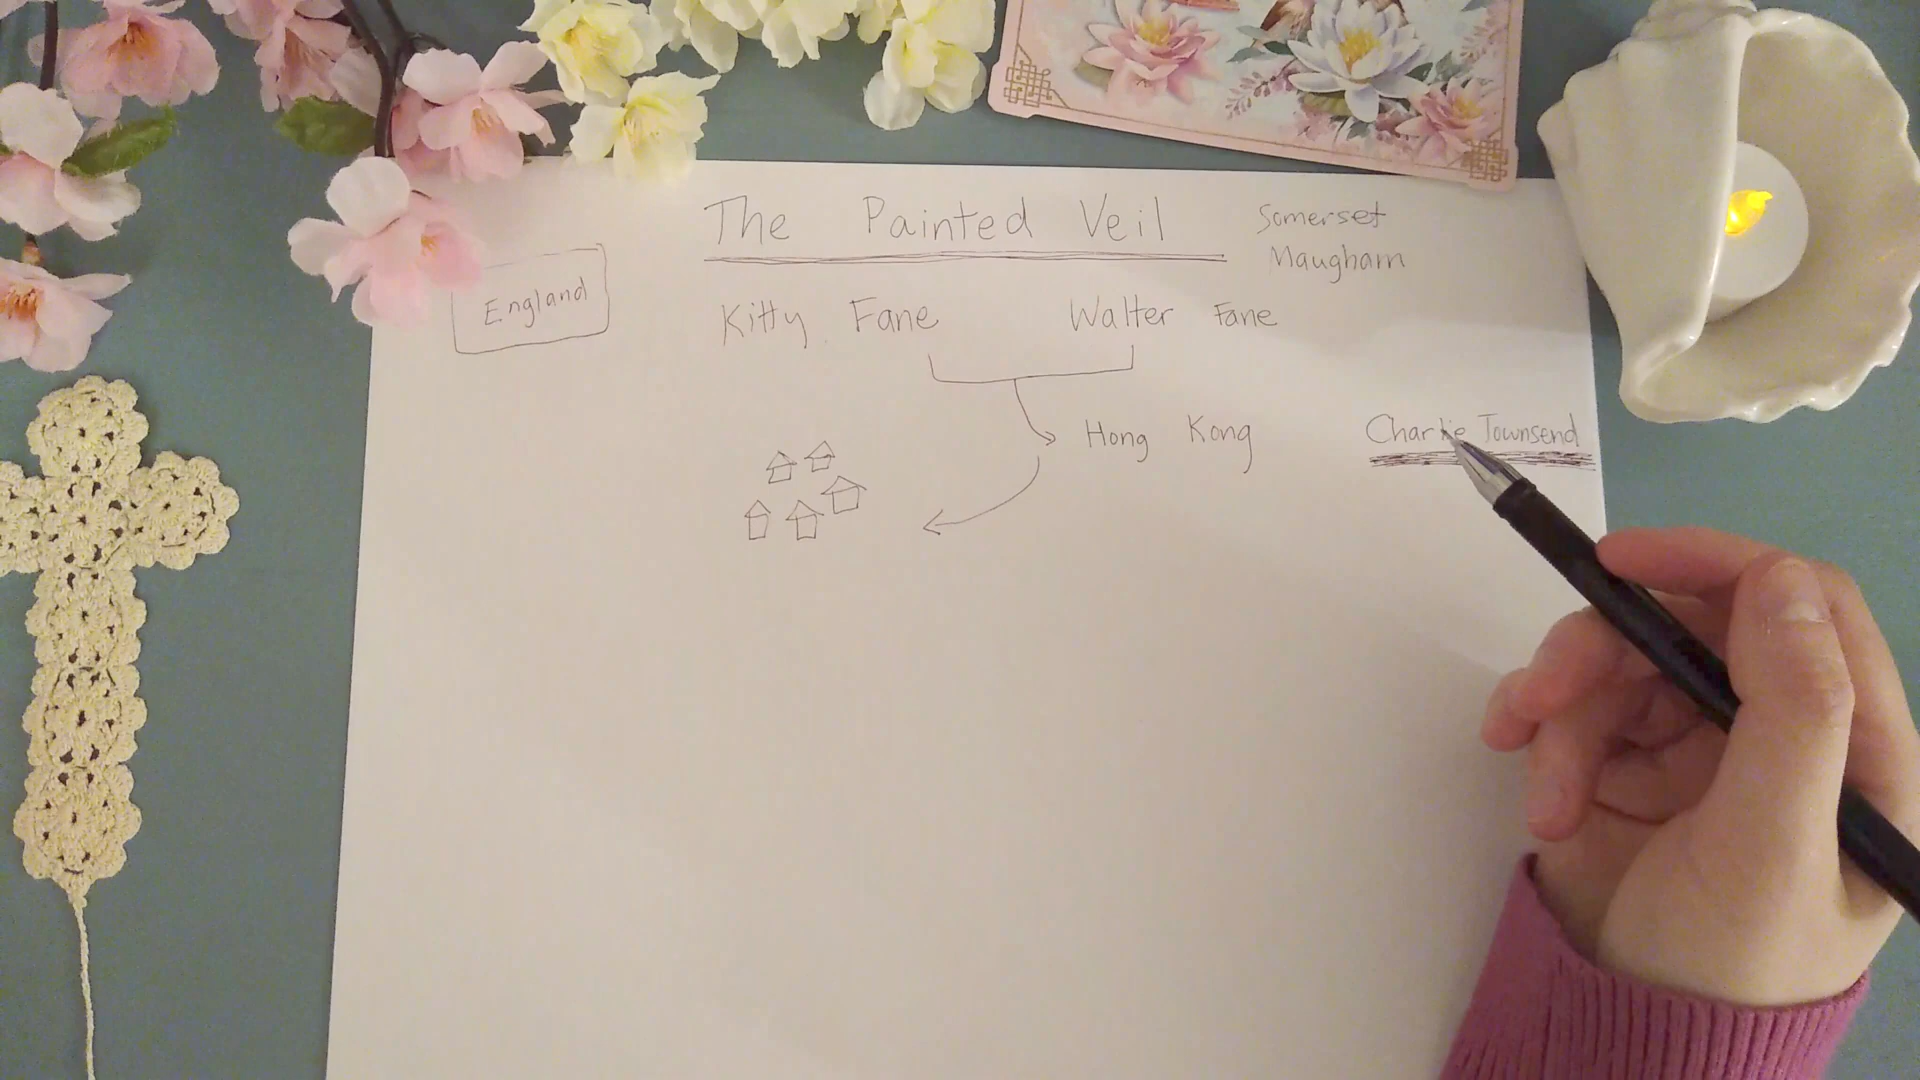 The Painted Veil
Somerset
Maugham
England
Kitty Fane
Walter Fane
Hong Kong
Charlie Townsend